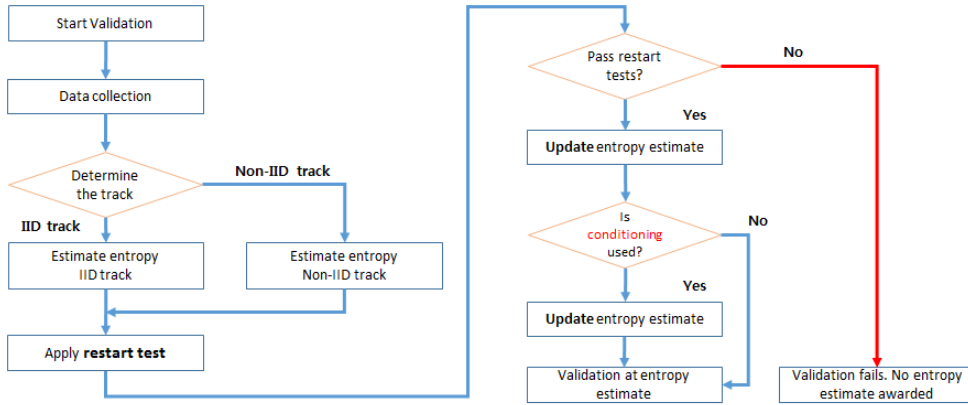 Start Validation
Data collection
Determine
the track
Non-IID track
IID track
Estimate entropy
IID track
Estimate entropy
Non-IID track
Apply restart test
Pass restart
tests?
No
Yes
Update entropy estimate
Is
conditioning
used?
No
Yes
Update entropy estimate
Validation at entropy
estimate
Validation fails. No entropy
estimate awarded